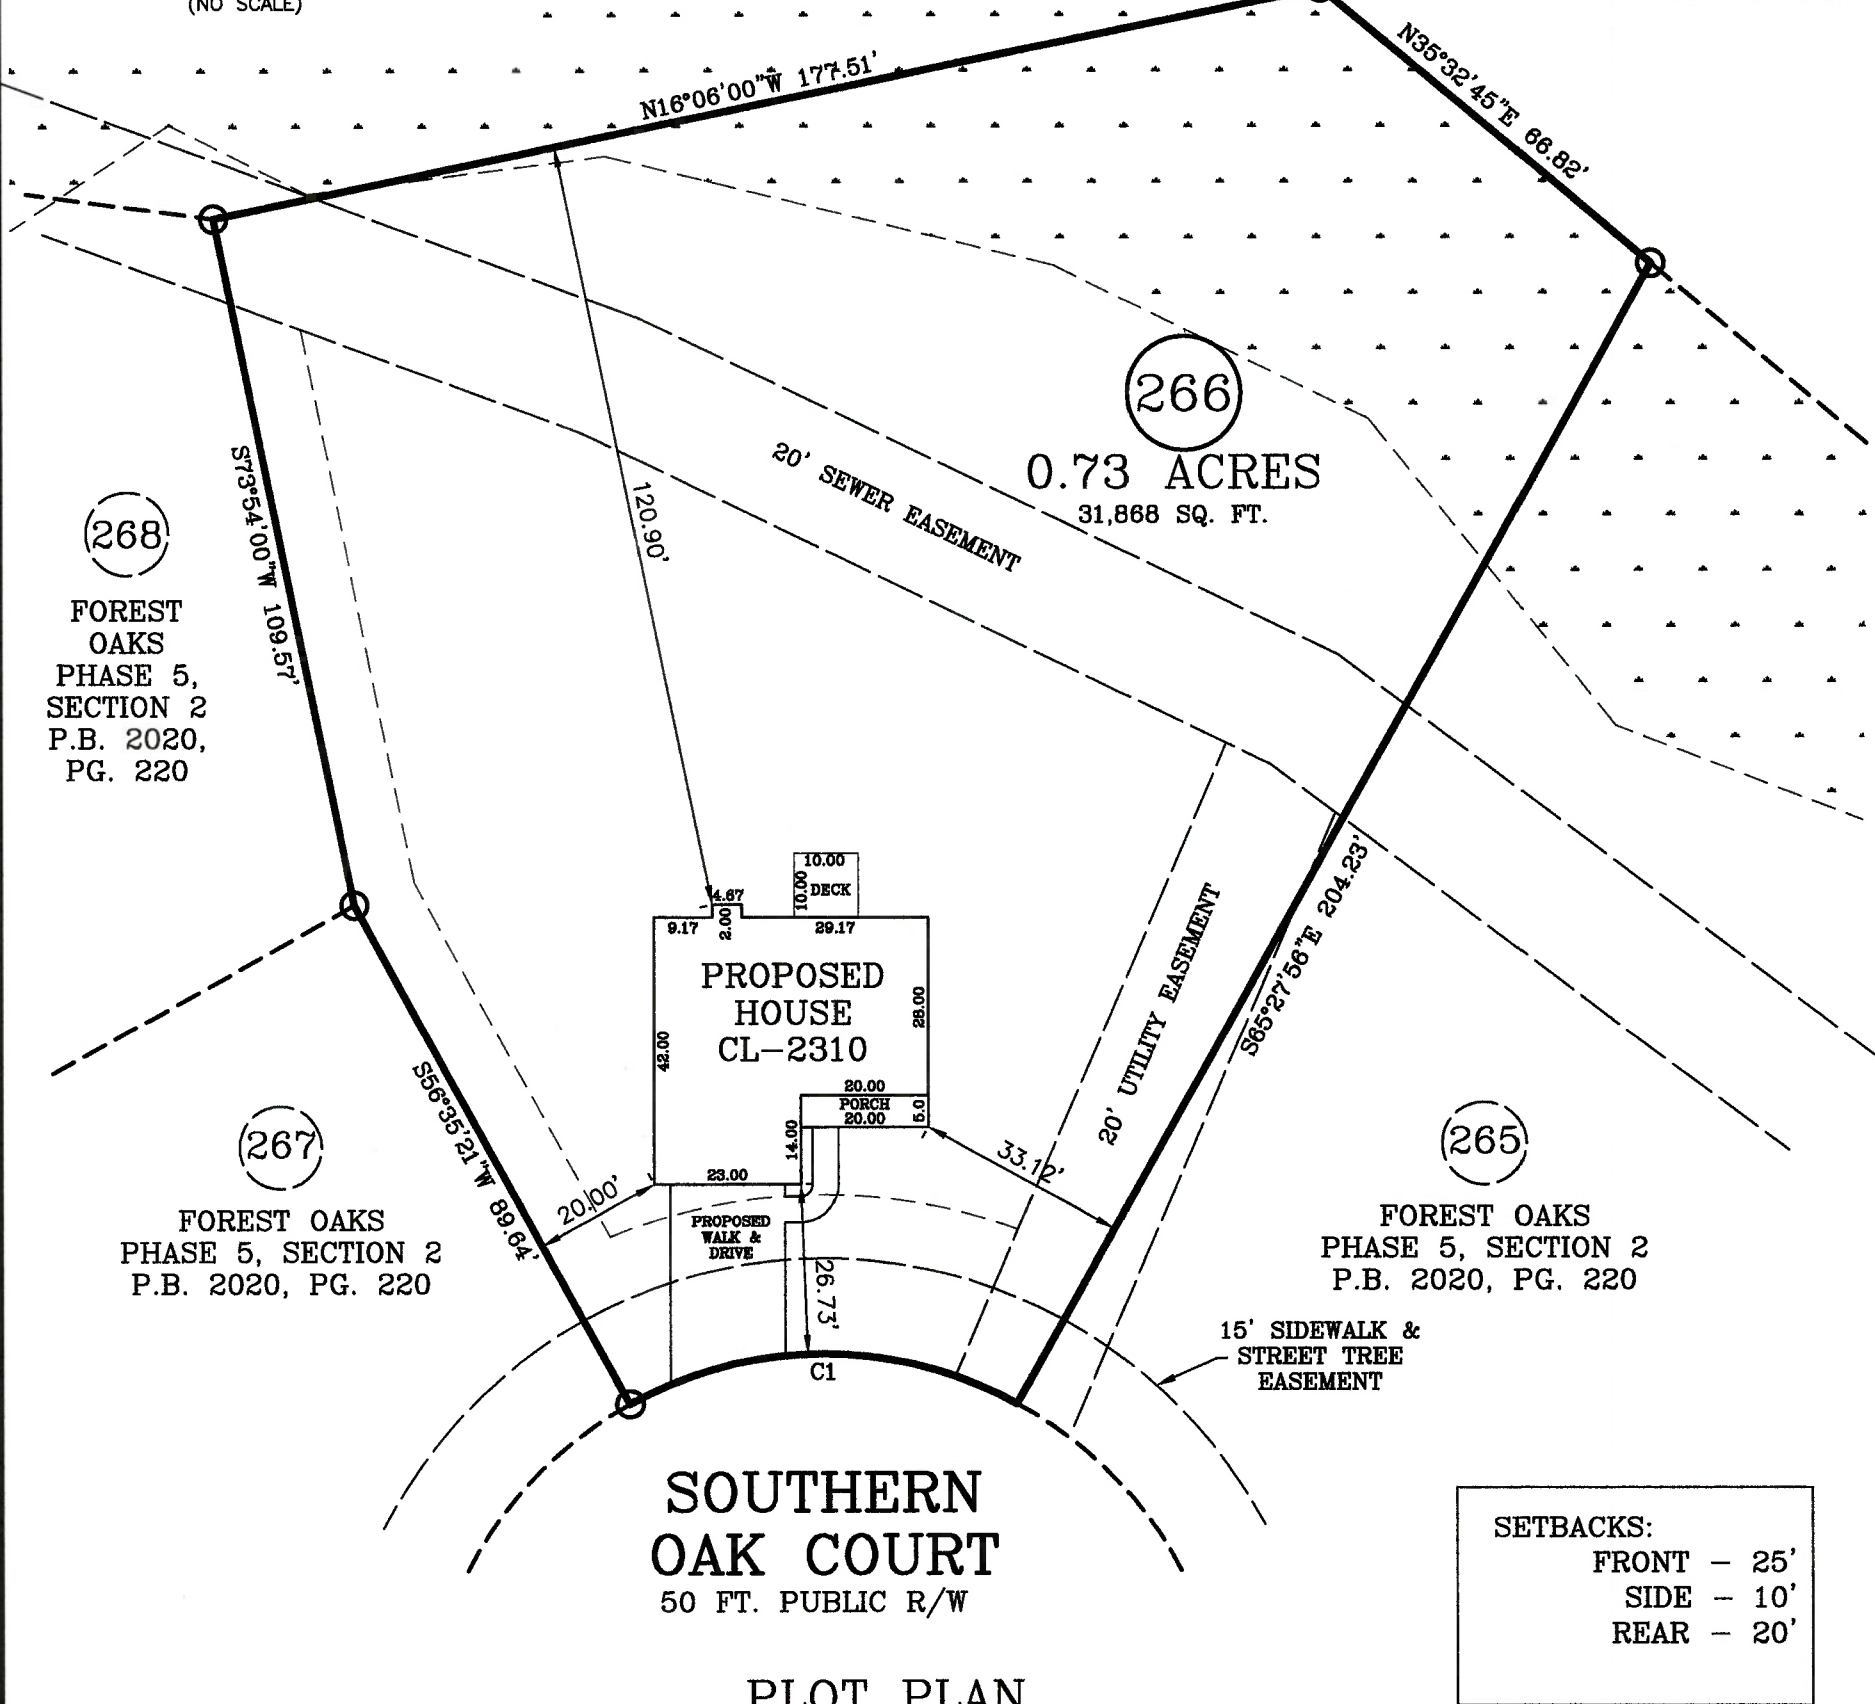 (NO SCALE)
N16°06'00"W 177.51'
N35°32'45"E 66.82'
266
0.73 ACRES
31,868 SQ. FT.
20' SEWER EASEMENT
120.90'
S73°54'00"W 109.57'
268
FOREST
OAKS
PHASE 5,
SECTION 2
P.B. 2020,
PG. 220
10.00
10.00
DECK
4.67
9.17
2.00
29.17
PROPOSED
HOUSE
CL-2310
42.00
28.00
20.00
PORCH
20.00
5.0
14.00
23.00
20' UTILITY EASEMENT
S65°27'56"E 204.23'
S56°35'21"W 89.64'
267
FOREST OAKS
PHASE 5, SECTION 2
P.B. 2020, PG. 220
20.00'
33.12'
PROPOSED
WALK &
DRIVE
26.73'
C1
265
FOREST OAKS
PHASE 5, SECTION 2
P.B. 2020, PG. 220
15' SIDEWALK &
STREET TREE
EASEMENT
SOUTHERN
OAK COURT
50 FT. PUBLIC R/W
SETBACKS:
FRONT - 25'
SIDE - 10'
REAR - 20'
PLOT PLAN